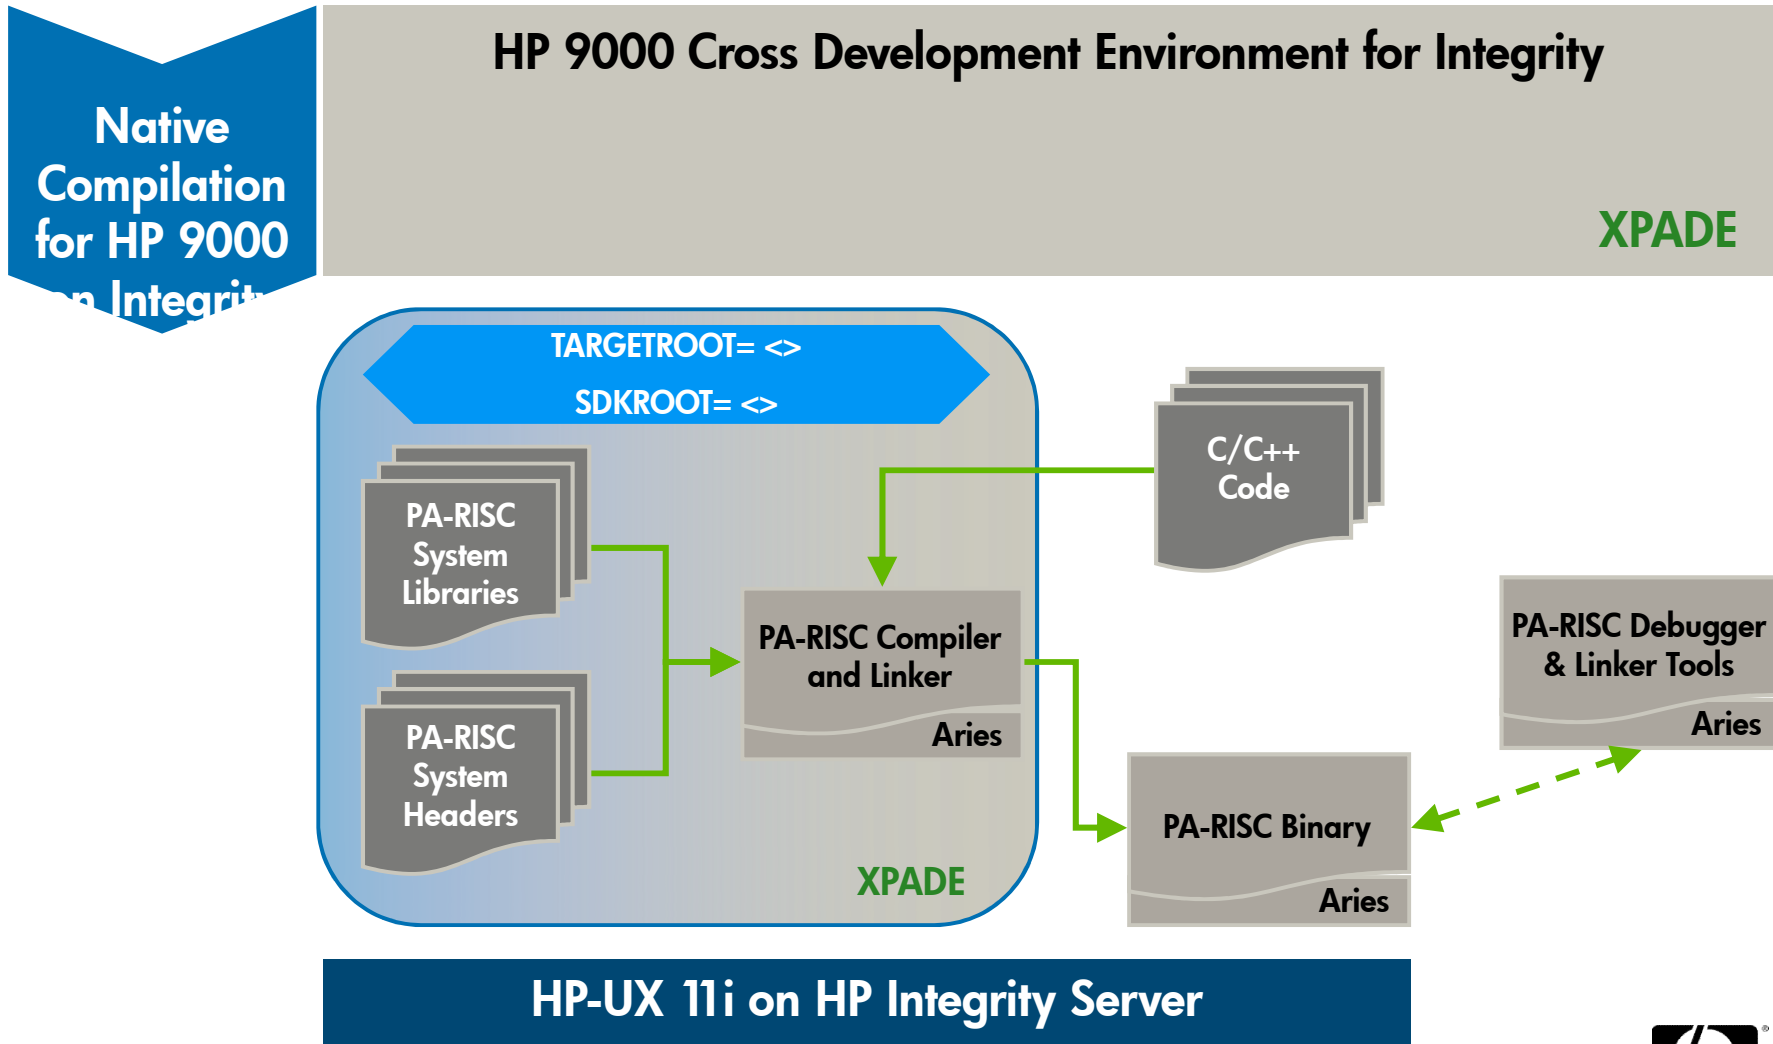 HP 9000 Cross Development Environment for Integrity
Native
Compilation
for HP 9000
on Integrity
XPADE
TARGETROOT= <>
SDKROOT= <>
C/C++
Code
PA-RISC
System
Libraries
PA-RISC Compiler
and Linker
Aries
PA-RISC Debugger
& Linker Tools
Aries
PA-RISC
System
Headers
PA-RISC Binary
Aries
XPADE
HP-UX 11i on HP Integrity Server
®